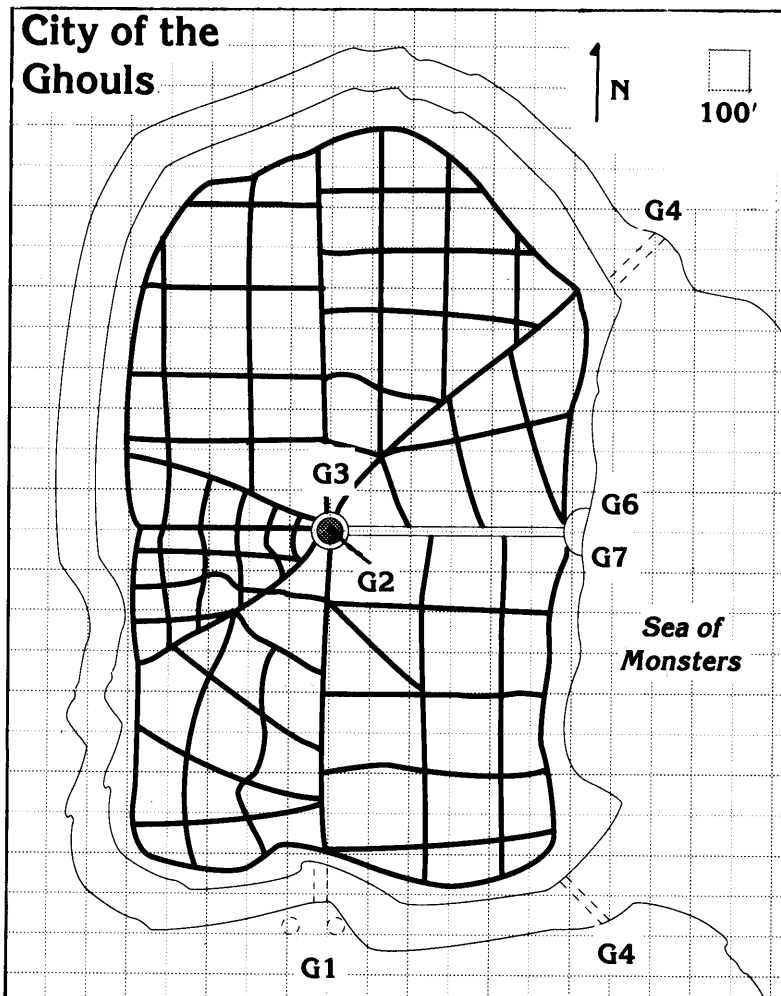 City of the
Ghouls
N
100'
G4
G3
G6
G7
G2
Sea of
Monsters
G4
G1